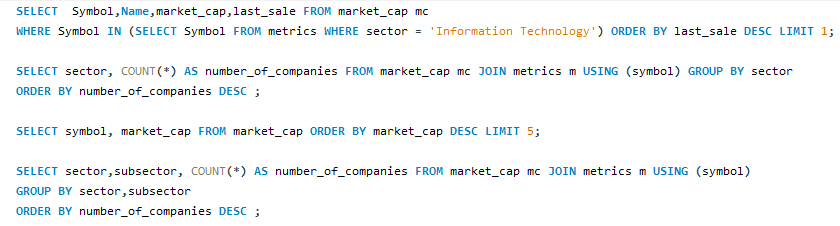 SELECT  Symbol,Name,market_cap,last_sale FROM market_cap mc
WHERE Symbol IN (SELECT Symbol FROM metrics WHERE sector = 'Information Technology') ORDER BY last_sale DESC LIMIT 1;
SELECT sector, COUNT(*) AS number_of_companies FROM market_cap mc JOIN metrics m USING (symbol) GROUP BY sector
ORDER BY number_of_companies DESC ;
SELECT symbol, market_cap FROM market_cap ORDER BY market_cap DESC LIMIT 5;
SELECT sector,subsector, COUNT(*) AS number_of_companies FROM market_cap mc JOIN metrics m USING (symbol)
GROUP BY sector,subsector
ORDER BY number_of_companies DESC ;